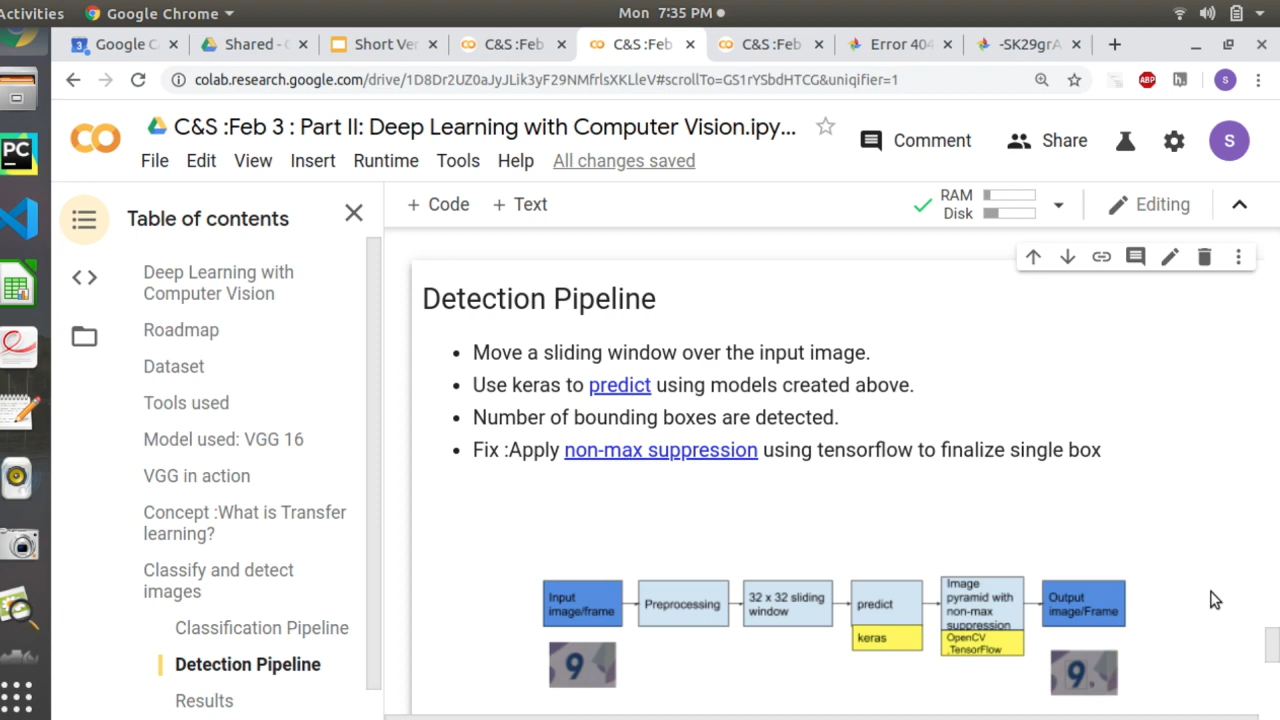 Activities
Google Chrome
Mon 7:35 PM
3
Google C
Shared - 
Short Ver
C&S :Feb
C&S :Feb
C&S :Feb
Error 404
-SK29grA
colab.research.google.com/drive/1D8Dr2UZ0aJyJLik3yF29NMfrlsXKLleV#scrollTo=GS1rYSbdHTCG&uniqifier=1
ABP
h.
S
PC
C&S :Feb 3 : Part II: Deep Learning with Computer Vision.ipy...
Comment
Share
S
File Edit View Insert Runtime Tools Help All changes saved
Table of contents
+ Code + Text
RAM
Disk
Editing
Deep Learning with
Computer Vision
Roadmap
Dataset
Tools used
Model used: VGG 16
VGG in action
Concept :What is Transfer
learning?
Classify and detect
images
Classification Pipeline
Detection Pipeline
Results
Detection Pipeline
• Move a sliding window over the input image.
• Use keras to predict using models created above.
• Number of bounding boxes are detected.
• Fix :Apply non-max suppression using tensorflow to finalize single box
Input
image/frame
Preprocessing
32 x 32 sliding
window
predict
keras
Image
pyramid with
non-max
suppression
OpenCV
.TensorFlow
Output
image/Frame
9
9.